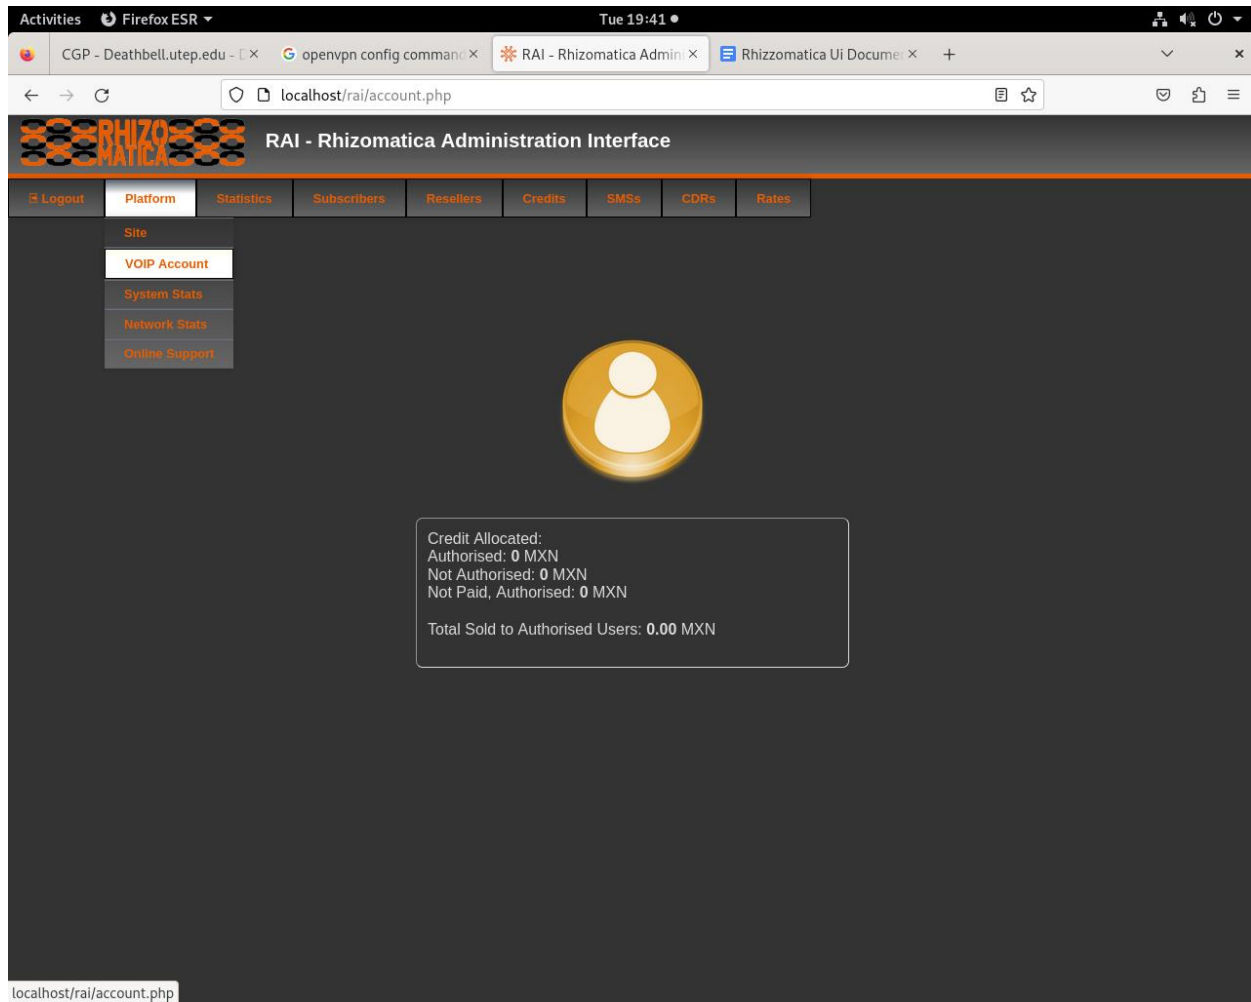 Activities Firefox ESR Tue 19:41
CGP - Deathbell.utep.edu - D openvpn config command RAI - Rhizomatica Admini Rhizzomatica Ui Documen
localhost/rai/account.php
RHIZO
MATICA
RAI - Rhizomatica Administration Interface
Logout Platform Statistics Subscribers Resellers Credits SMSs CDRs Rates
Site
VOIP Account
System Stats
Network Stats
Online Support
Credit Allocated:
Authorised: 0 MXN
Not Authorised: 0 MXN
Not Paid, Authorised: 0 MXN
Total Sold to Authorised Users: 0.00 MXN
localhost/rai/account.php